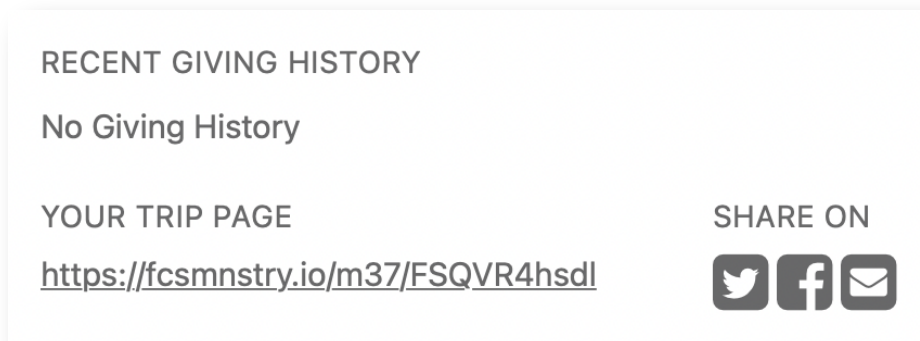 RECENT GIVING HISTORY
No Giving History
YOUR TRIP PAGE
https://fcsmnstry.io/m37/FSQVR4hsdl
SHARE ON